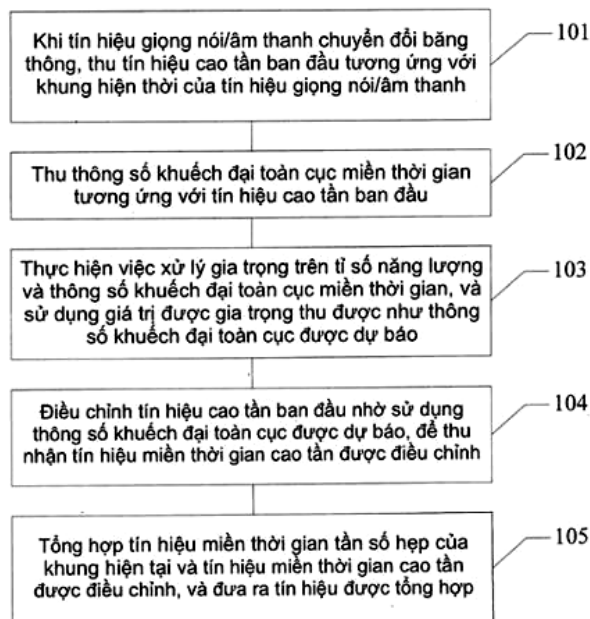 Khi tín hiệu giọng nói/âm thanh chuyển đổi băng
thông, thu tín hiệu cao tần ban đầu tương ứng với
khung hiện thời của tín hiệu giọng nói/âm thanh
101
Thu thông số khuếch đại toàn cục miền thời gian
tương ứng với tín hiệu cao tần ban đầu
102
Thực hiện việc xử lý gia trọng trên tỉ số năng lượng
và thông số khuếch đại toàn cục miền thời gian, và
sử dụng giá trị được gia trọng thu được như thông
số khuếch đại toàn cục được dự báo
103
Điều chỉnh tín hiệu cao tần ban đầu nhờ sử dụng
thông số khuếch đại toàn cục được dự báo, để thu
nhận tín hiệu miền thời gian cao tần được điều chỉnh
104
Tổng hợp tín hiệu miền thời gian tần số hẹp của
khung hiện tại và tín hiệu miền thời gian cao tần
được điều chỉnh, và đưa ra tín hiệu được tổng hợp
105